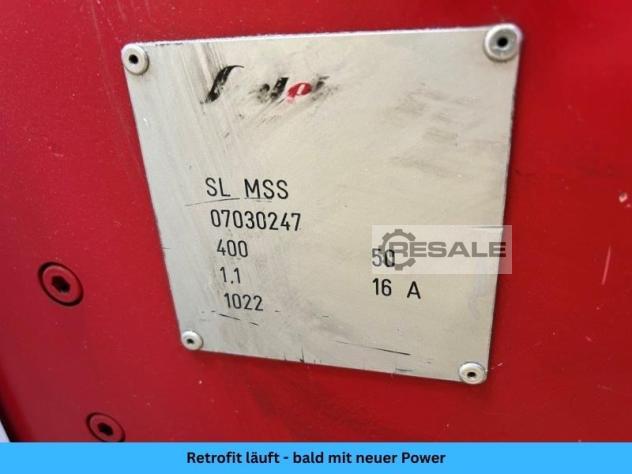 SL MSS
07030247
400 50
1.1 16 A
1022
RESALE
Retrofit läuft - bald mit neuer Power